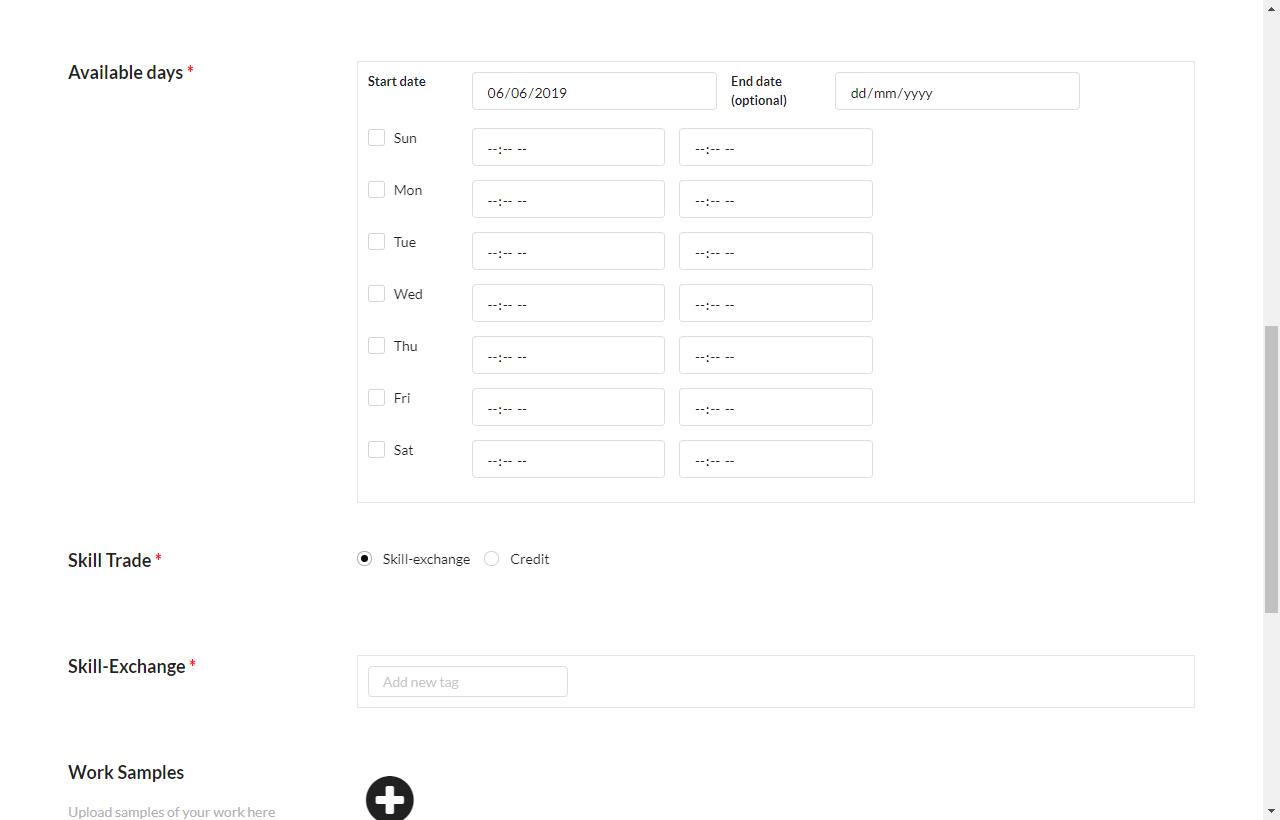 Available days *
Start date 06/06/2019 End date (optional) dd/mm/yyyy
Sun --:-- -- --:-- --
Mon --:-- -- --:-- --
Tue --:-- -- --:-- --
Wed --:-- -- --:-- --
Thu --:-- -- --:-- --
Fri --:-- -- --:-- --
Sat --:-- -- --:-- --
Skill Trade * Skill-exchange Credit
Skill-Exchange * Add new tag
Work Samples
Upload samples of your work here